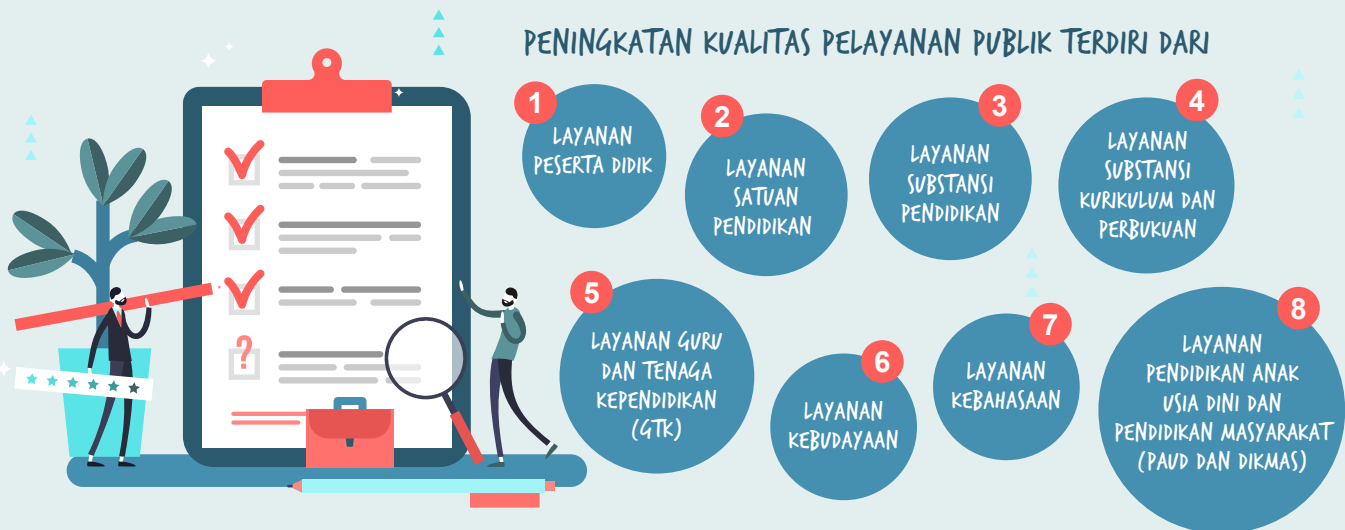 PENINGKATAN KUALITAS PELAYANAN PUBLIK TERDIRI DARI
1
LAYANAN
PESERTA DIDIK
2
LAYANAN
SATUAN
PENDIDIKAN
3
LAYANAN
SUBSTANSI
PENDIDIKAN
4
LAYANAN
SUBSTANSI
KURIKULUM DAN
PERBUKUAN
5
LAYANAN GURU
DAN TENAGA
KEPENDIDIKAN
(GTK)
6
LAYANAN
KEBUDAYAAN
7
LAYANAN
KEBAHASAAN
8
LAYANAN
PENDIDIKAN ANAK
USIA DINI DAN
PENDIDIKAN MASYARAKAT
(PAUD DAN DIKMAS)
?